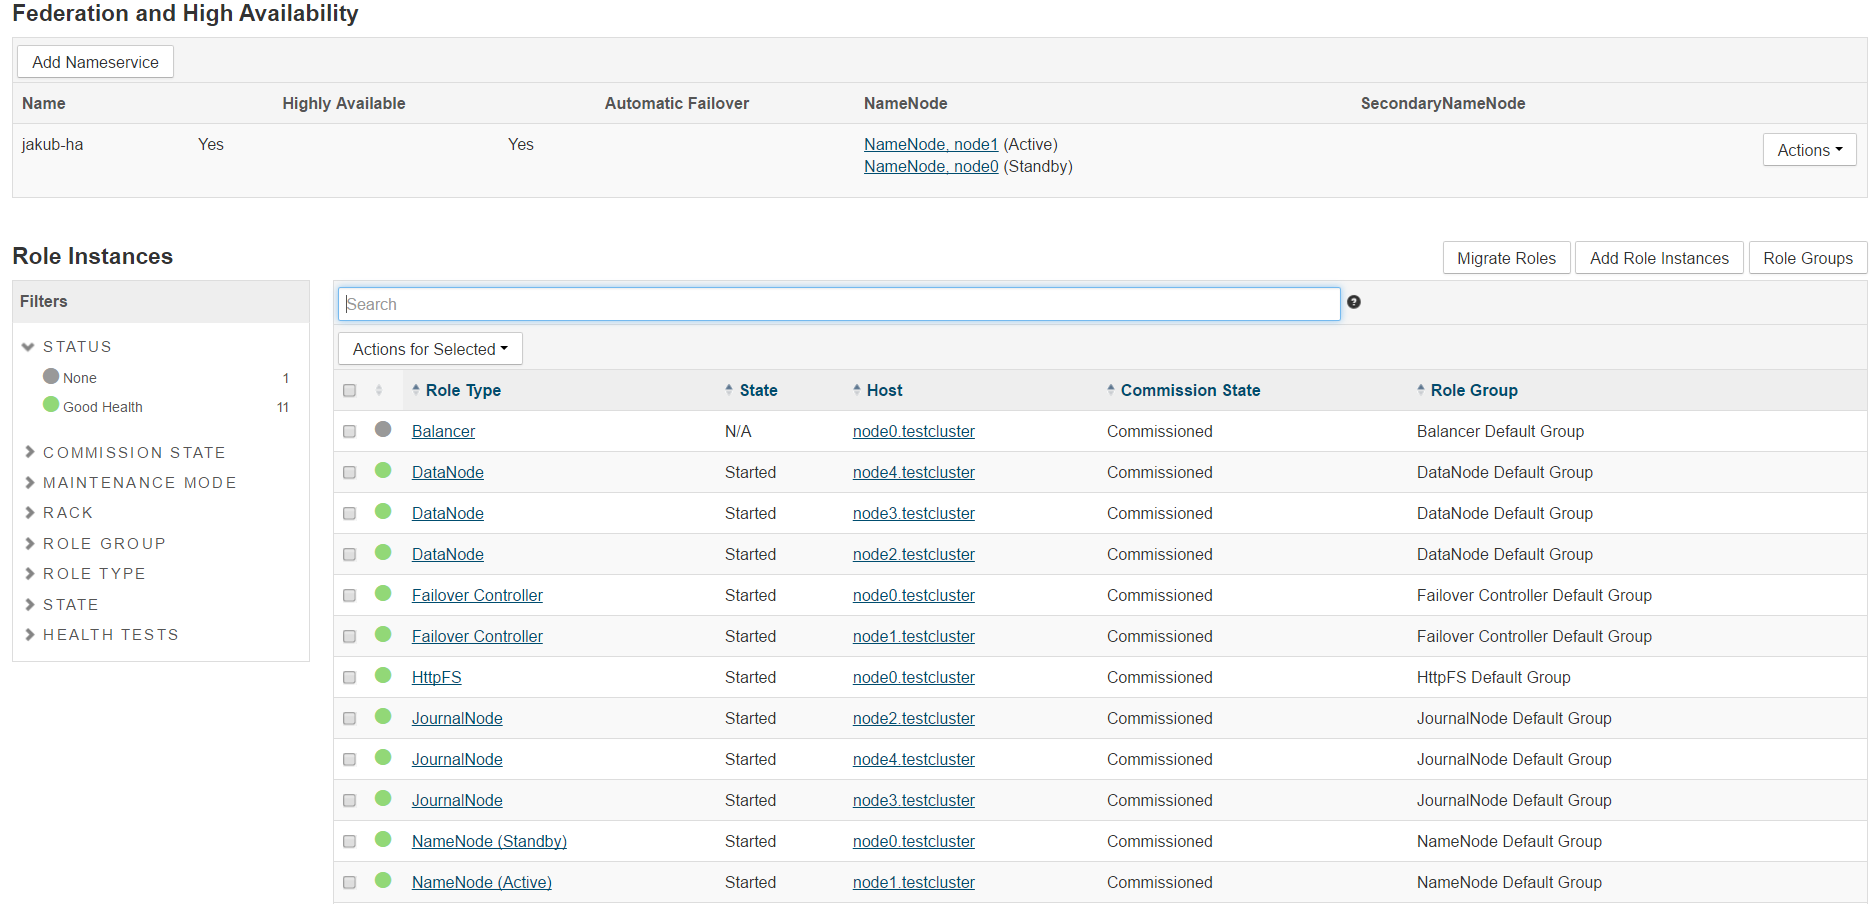 Federation and High Availability
Add Nameservice
Name Highly Available Automatic Failover NameNode SecondaryNameNode
jakub-ha Yes Yes NameNode, node1 (Active) Actions
NameNode, node0 (Standby)
Role Instances Migrate Roles Add Role Instances Role Groups
Filters
STATUS
None 1
Good Health 11
COMMISSION STATE
MAINTENANCE MODE
RACK
ROLE GROUP
ROLE TYPE
STATE
HEALTH TESTS
Search ?
Actions for Selected
Role Type State Host Commission State Role Group
Balancer N/A node0.testcluster Commissioned Balancer Default Group
DataNode Started node4.testcluster Commissioned DataNode Default Group
DataNode Started node3.testcluster Commissioned DataNode Default Group
DataNode Started node2.testcluster Commissioned DataNode Default Group
Failover Controller Started node0.testcluster Commissioned Failover Controller Default Group
Failover Controller Started node1.testcluster Commissioned Failover Controller Default Group
HttpFS Started node0.testcluster Commissioned HttpFS Default Group
JournalNode Started node2.testcluster Commissioned JournalNode Default Group
JournalNode Started node4.testcluster Commissioned JournalNode Default Group
JournalNode Started node3.testcluster Commissioned JournalNode Default Group
NameNode (Standby) Started node0.testcluster Commissioned NameNode Default Group
NameNode (Active) Started node1.testcluster Commissioned NameNode Default Group